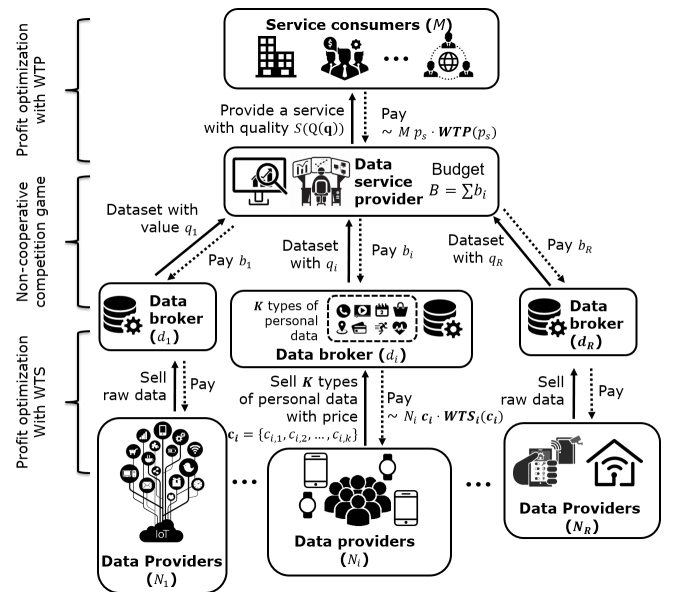 Service consumers (M)
Profit optimization
with WTP
Provide a service
with quality S(Q(q))
Pay
~ M p_s · WTP(p_s)
Data
service
provider
Budget
B = ∑b_i
Non-cooperative
competition game
Dataset with
value q_1
Pay b_1
Dataset
with q_i
Pay b_i
Dataset
with q_R
Pay b_R
Data
broker
(d_1)
K types of
personal
data
Data broker (d_i)
Data
broker
(d_R)
Profit optimization
With WTS
Sell
raw data
Pay
Sell K types
of personal data
with price
c_i = {c_{i,1}, c_{i,2}, ..., c_{i,k}}
Pay
~ N_i c_i · WTS_i(c_i)
Sell
raw data
Pay
IoT
Data Providers
(N_1)
Data providers
(N_i)
Data Providers
(N_R)